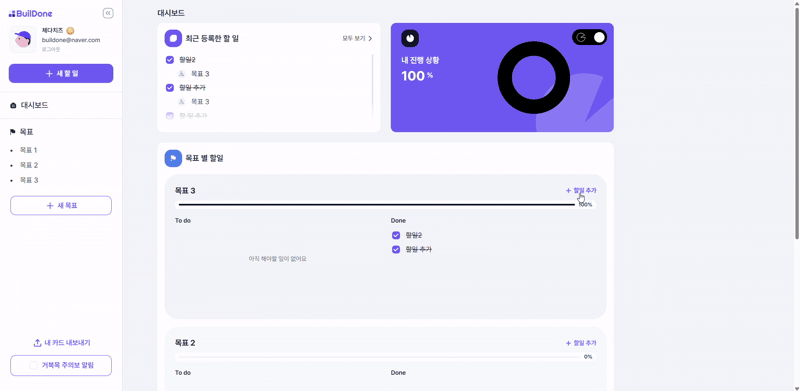 BuilDone
제다지즈
buildone@naver.com
로그아웃
+ 새 할 일
대시보드
목표
목표 1
목표 2
목표 3
+ 새 목표
내 카드 내보내기
거북목 주의보 알림
대시보드
최근 등록한 할 일
모두 보기
할일2
목표 3
할일 추가
목표 3
할일 추가
내 진행 상황
100 %
목표 별 할일
목표 3
+ 할일 추가
100%
To do
Done
아직 해야할 일이 없어요
할일2
할일 추가
목표 2
+ 할일 추가
0%
To do
Done